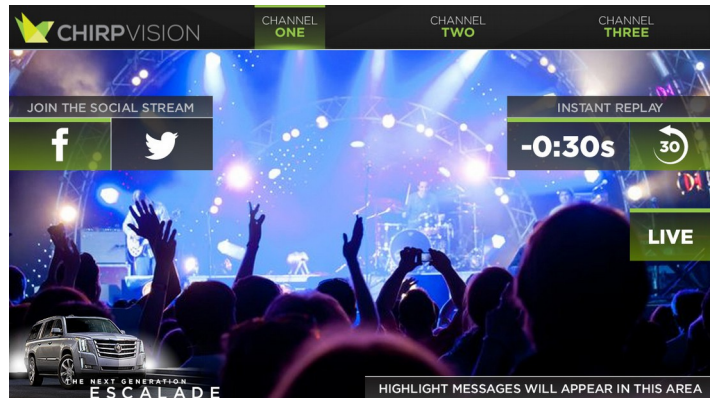 CHIRPVISION
CHANNEL
ONE
CHANNEL
TWO
CHANNEL
THREE
JOIN THE SOCIAL STREAM
f
INSTANT REPLAY
-0:30s
30
LIVE
THE NEXT GENERATION
ESCALADE
HIGHLIGHT MESSAGES WILL APPEAR IN THIS AREA